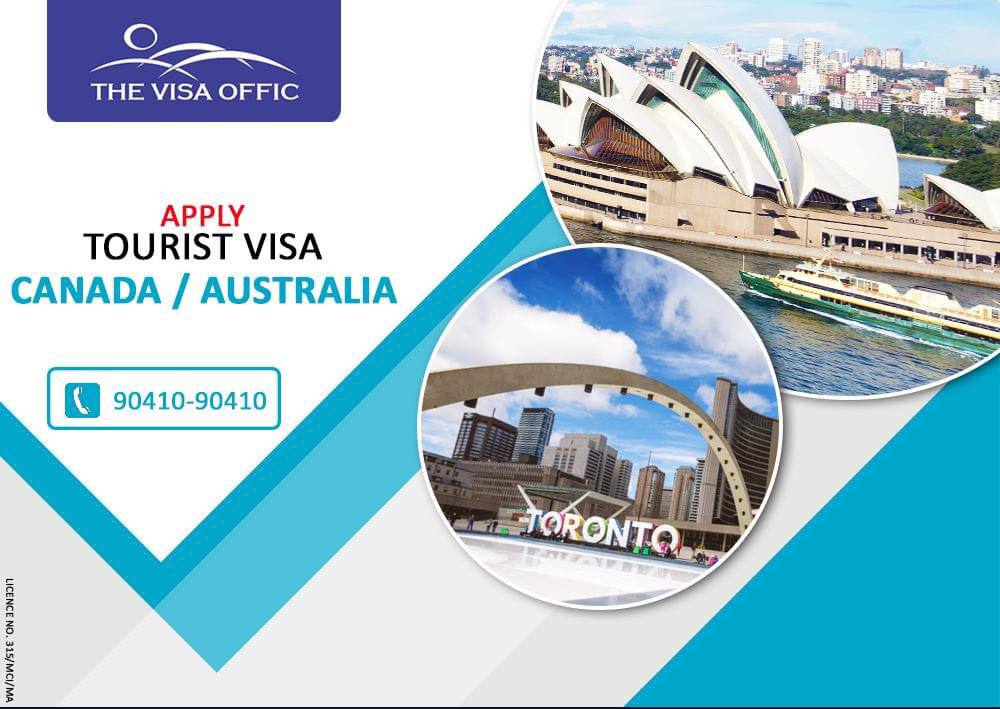 THE VISA OFFIC
APPLY
TOURIST VISA
CANADA / AUSTRALIA
90410-90410
TORONTO
LICENCE NO. 315/MCI/MA